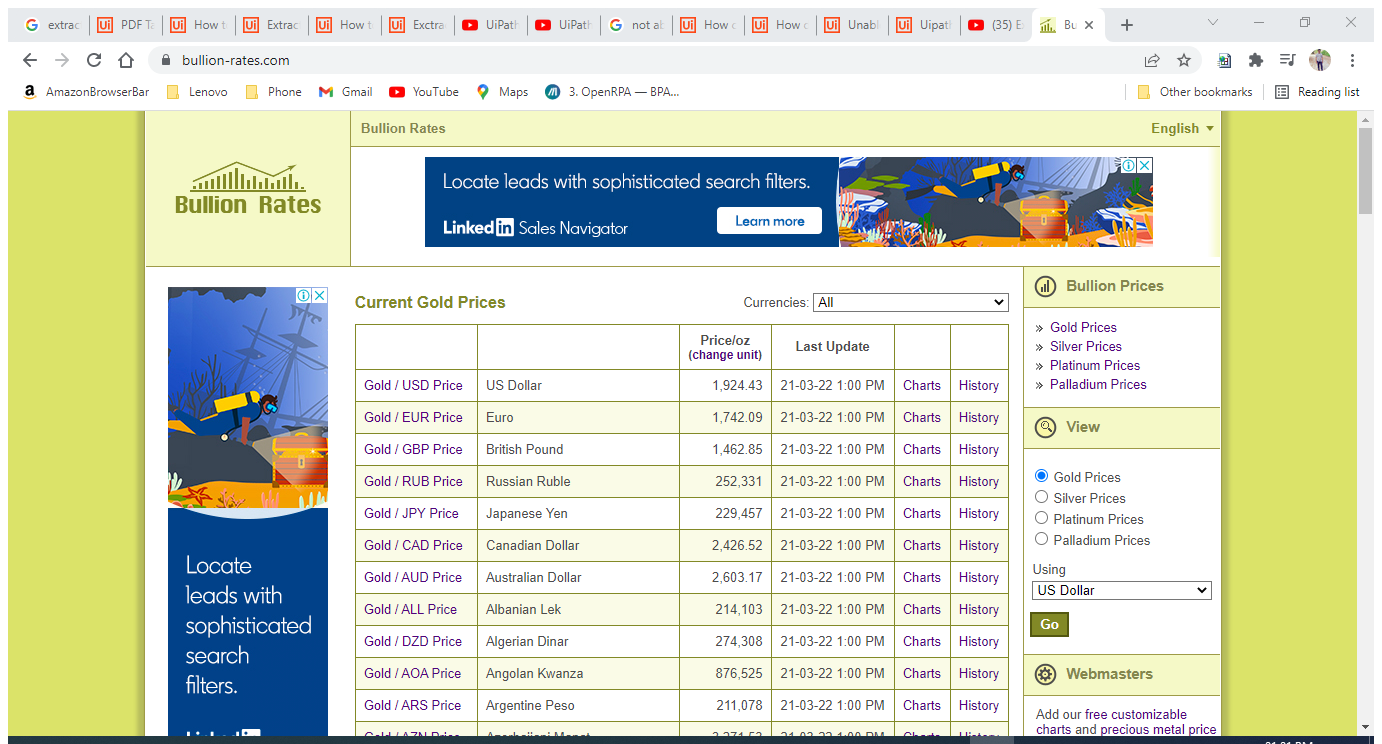 extrac
PDF Ta
How t
Extrac
How t
Exctra
UiPath
UiPath
not ab
How c
How c
Unabl
Uipath
(35) E
Bu
bullion-rates.com
AmazonBrowserBar
Lenovo
Phone
Gmail
YouTube
Maps
3. OpenRPA — BPA...
Other bookmarks
Reading list
Bullion Rates
English
Bullion Rates
Locate leads with sophisticated search filters.
LinkedIn Sales Navigator
Learn more
Locate
leads with
sophisticated
search
filters.
Current Gold Prices
Currencies: All
Price/oz
(change unit)
Last Update
Gold / USD Price US Dollar 1,924.43 21-03-22 1:00 PM Charts History
Gold / EUR Price Euro 1,742.09 21-03-22 1:00 PM Charts History
Gold / GBP Price British Pound 1,462.85 21-03-22 1:00 PM Charts History
Gold / RUB Price Russian Ruble 252,331 21-03-22 1:00 PM Charts History
Gold / JPY Price Japanese Yen 229,457 21-03-22 1:00 PM Charts History
Gold / CAD Price Canadian Dollar 2,426.52 21-03-22 1:00 PM Charts History
Gold / AUD Price Australian Dollar 2,603.17 21-03-22 1:00 PM Charts History
Gold / ALL Price Albanian Lek 214,103 21-03-22 1:00 PM Charts History
Gold / DZD Price Algerian Dinar 274,308 21-03-22 1:00 PM Charts History
Gold / AOA Price Angolan Kwanza 876,525 21-03-22 1:00 PM Charts History
Gold / ARS Price Argentine Peso 211,078 21-03-22 1:00 PM Charts History
Bullion Prices
» Gold Prices
» Silver Prices
» Platinum Prices
» Palladium Prices
View
Gold Prices
Silver Prices
Platinum Prices
Palladium Prices
Using
US Dollar
Go
Webmasters
Add our free customizable
charts and precious metal price